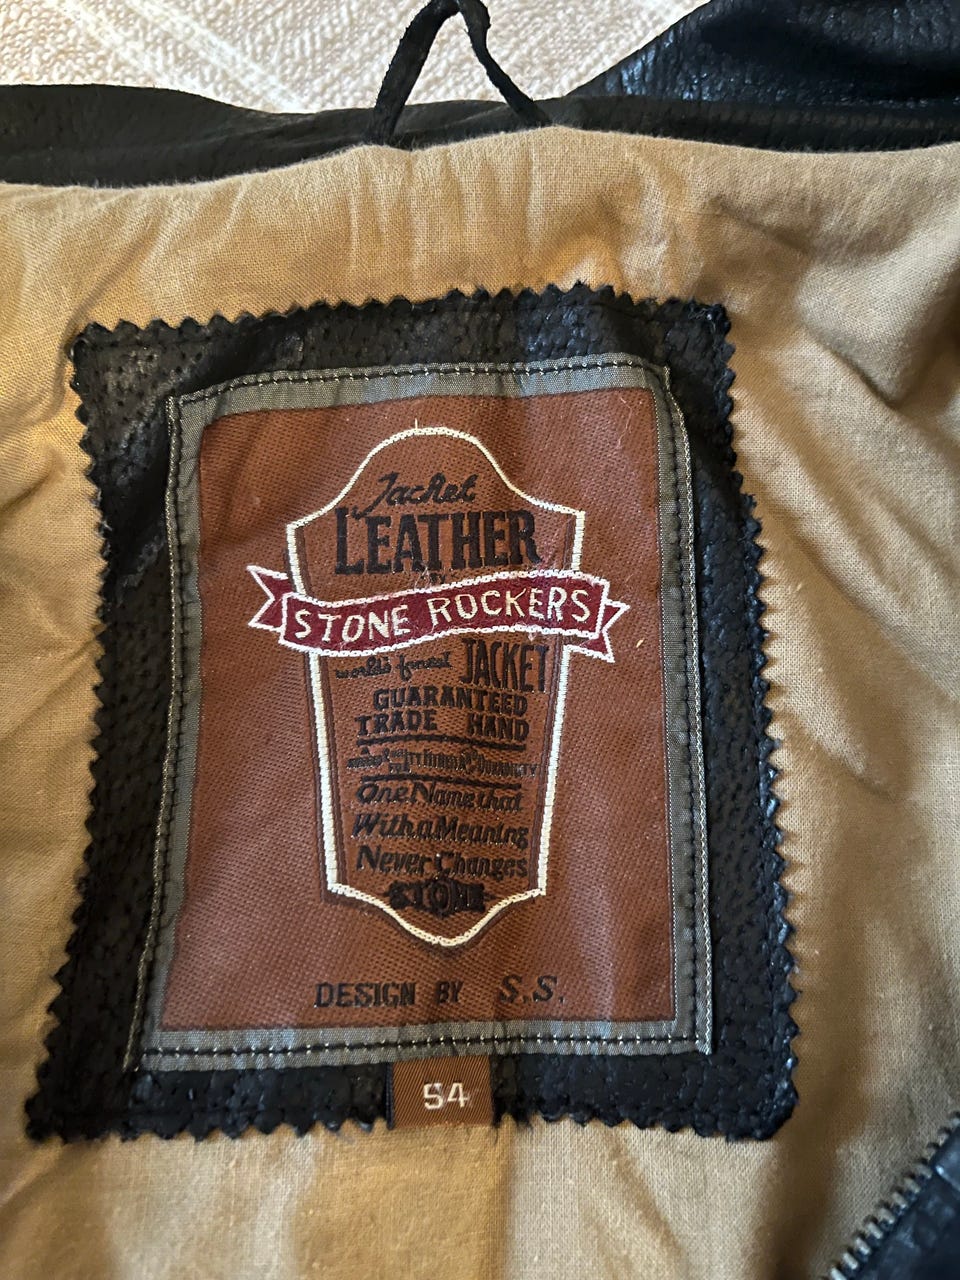 Jacket
LEATHER
STONE ROCKERS
world's finest JACKET
GUARANTEED
TRADE HAND
One Name that
With a Meaning
Never Changes
STONE
DESIGN BY S.S.
54